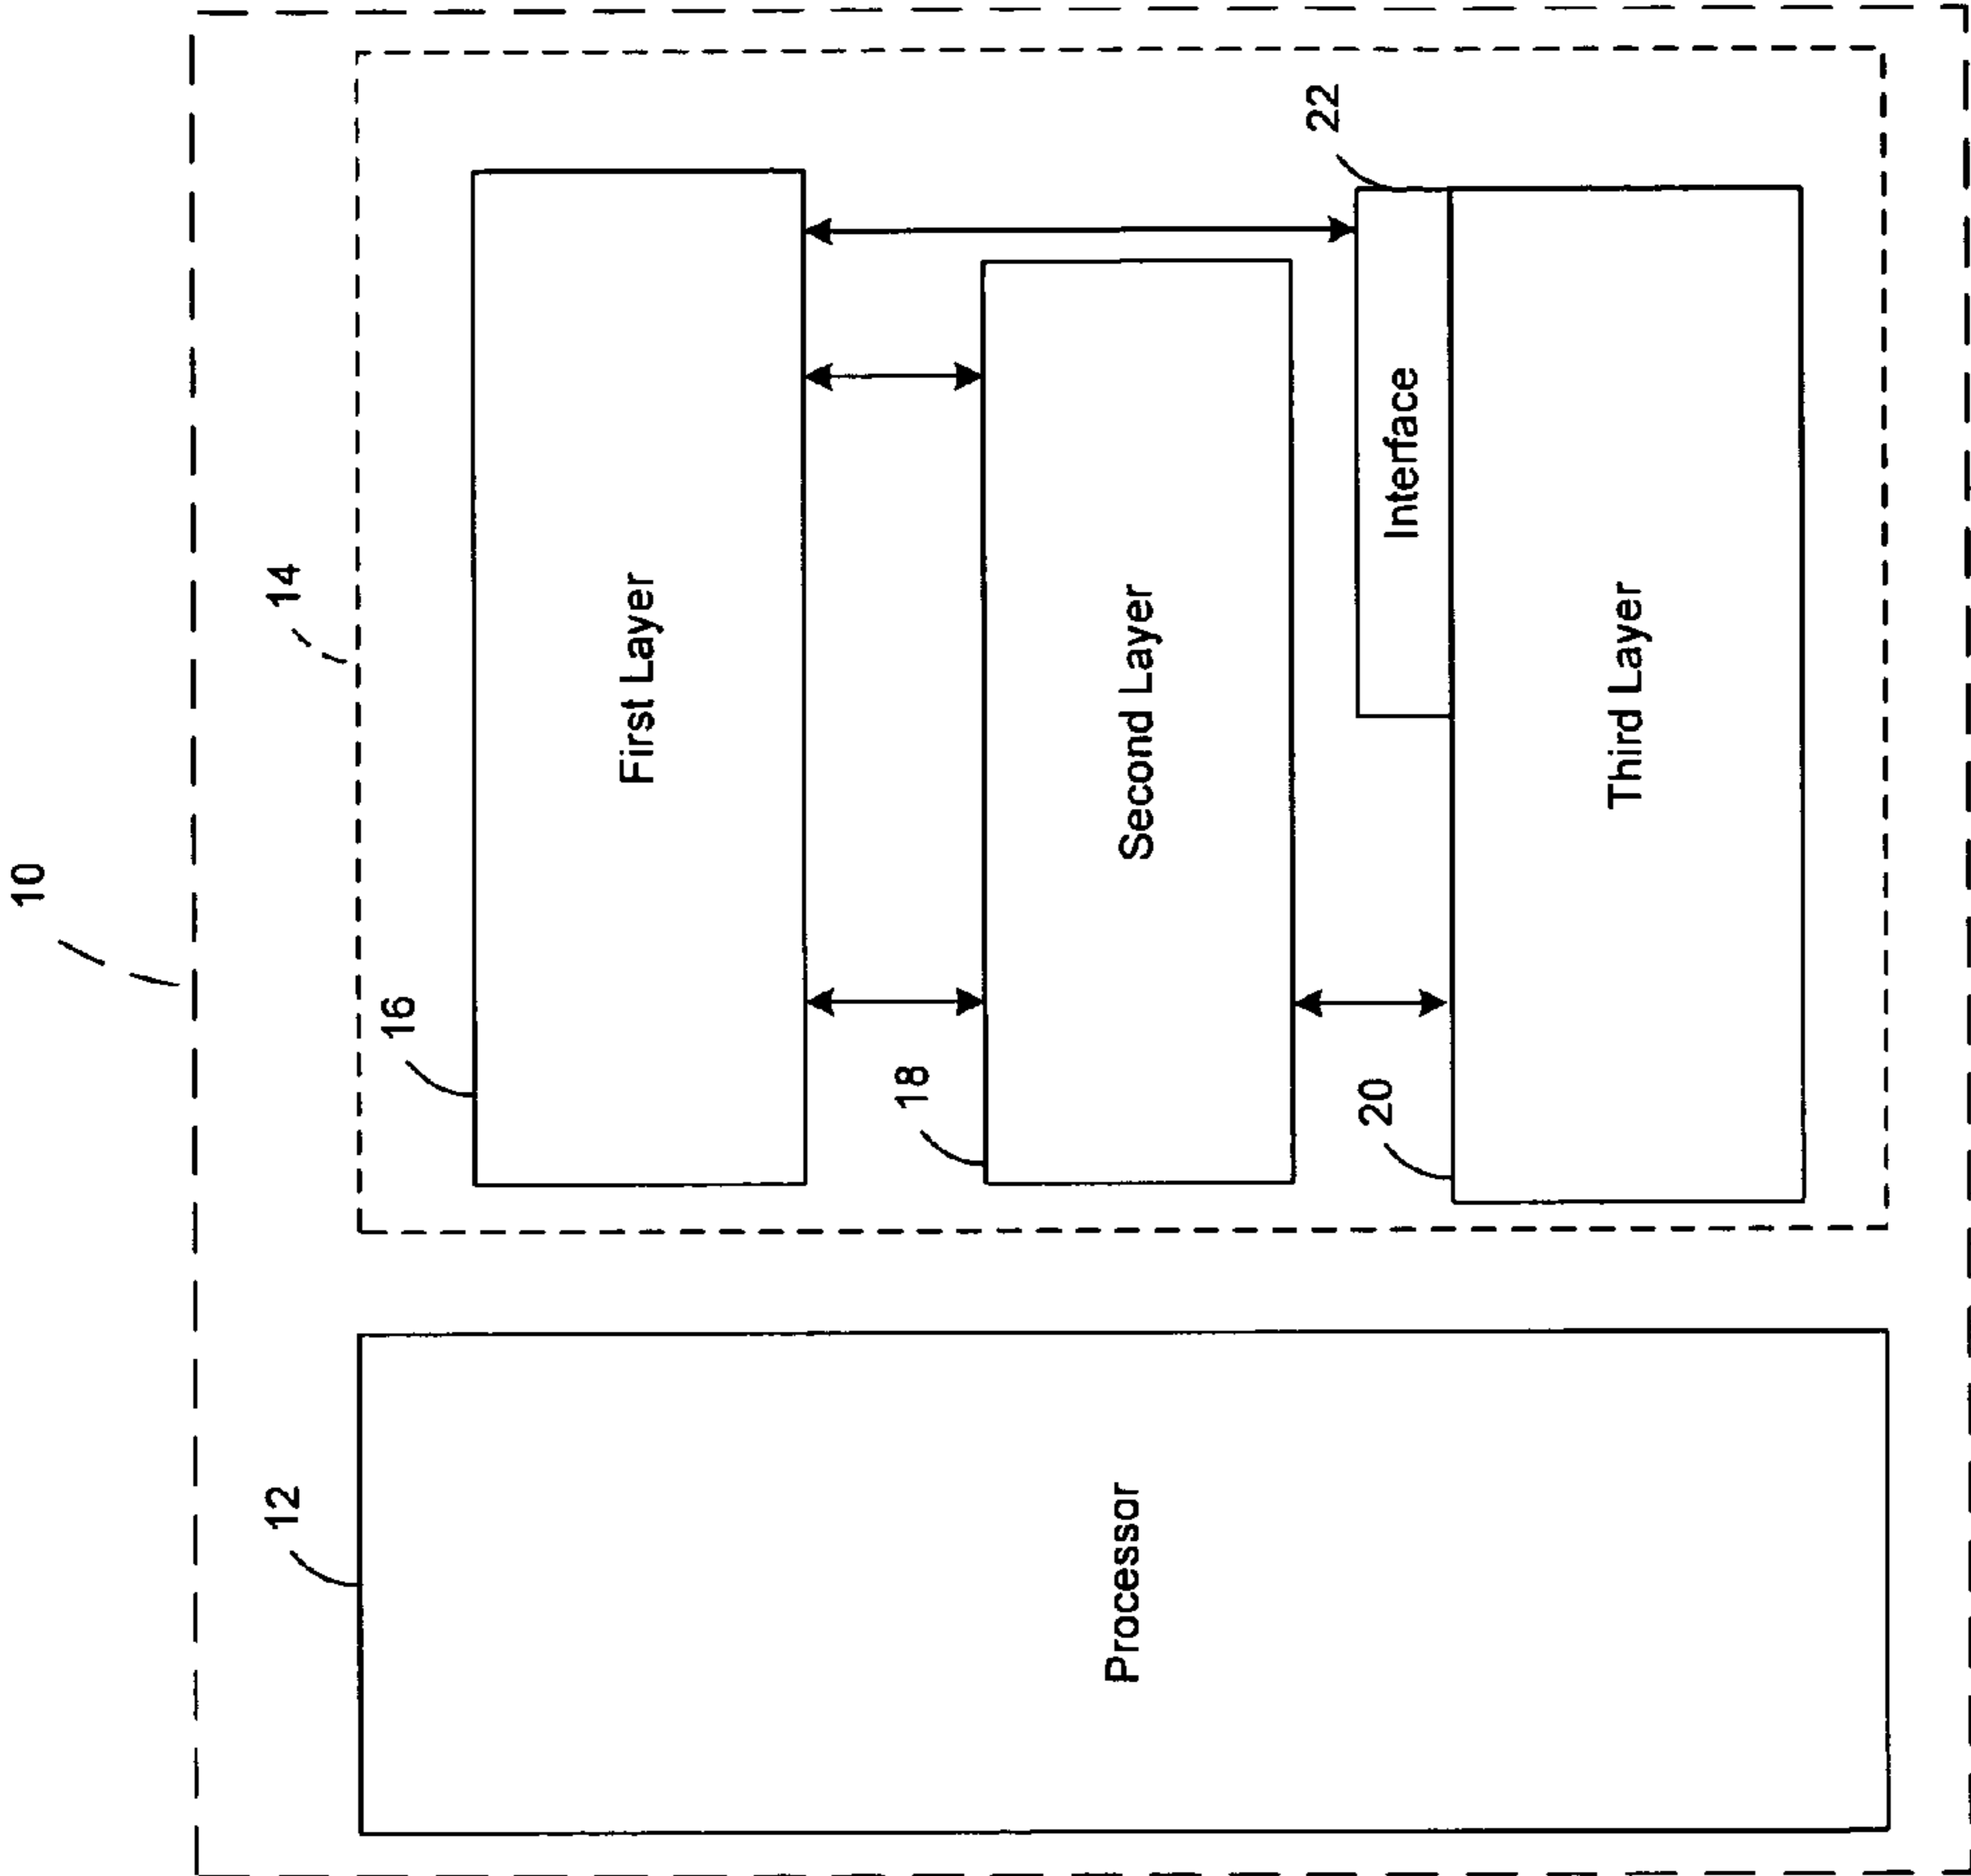 10
12
Processor
14
16
First Layer
18
Second Layer
20
22
Interface
Third Layer